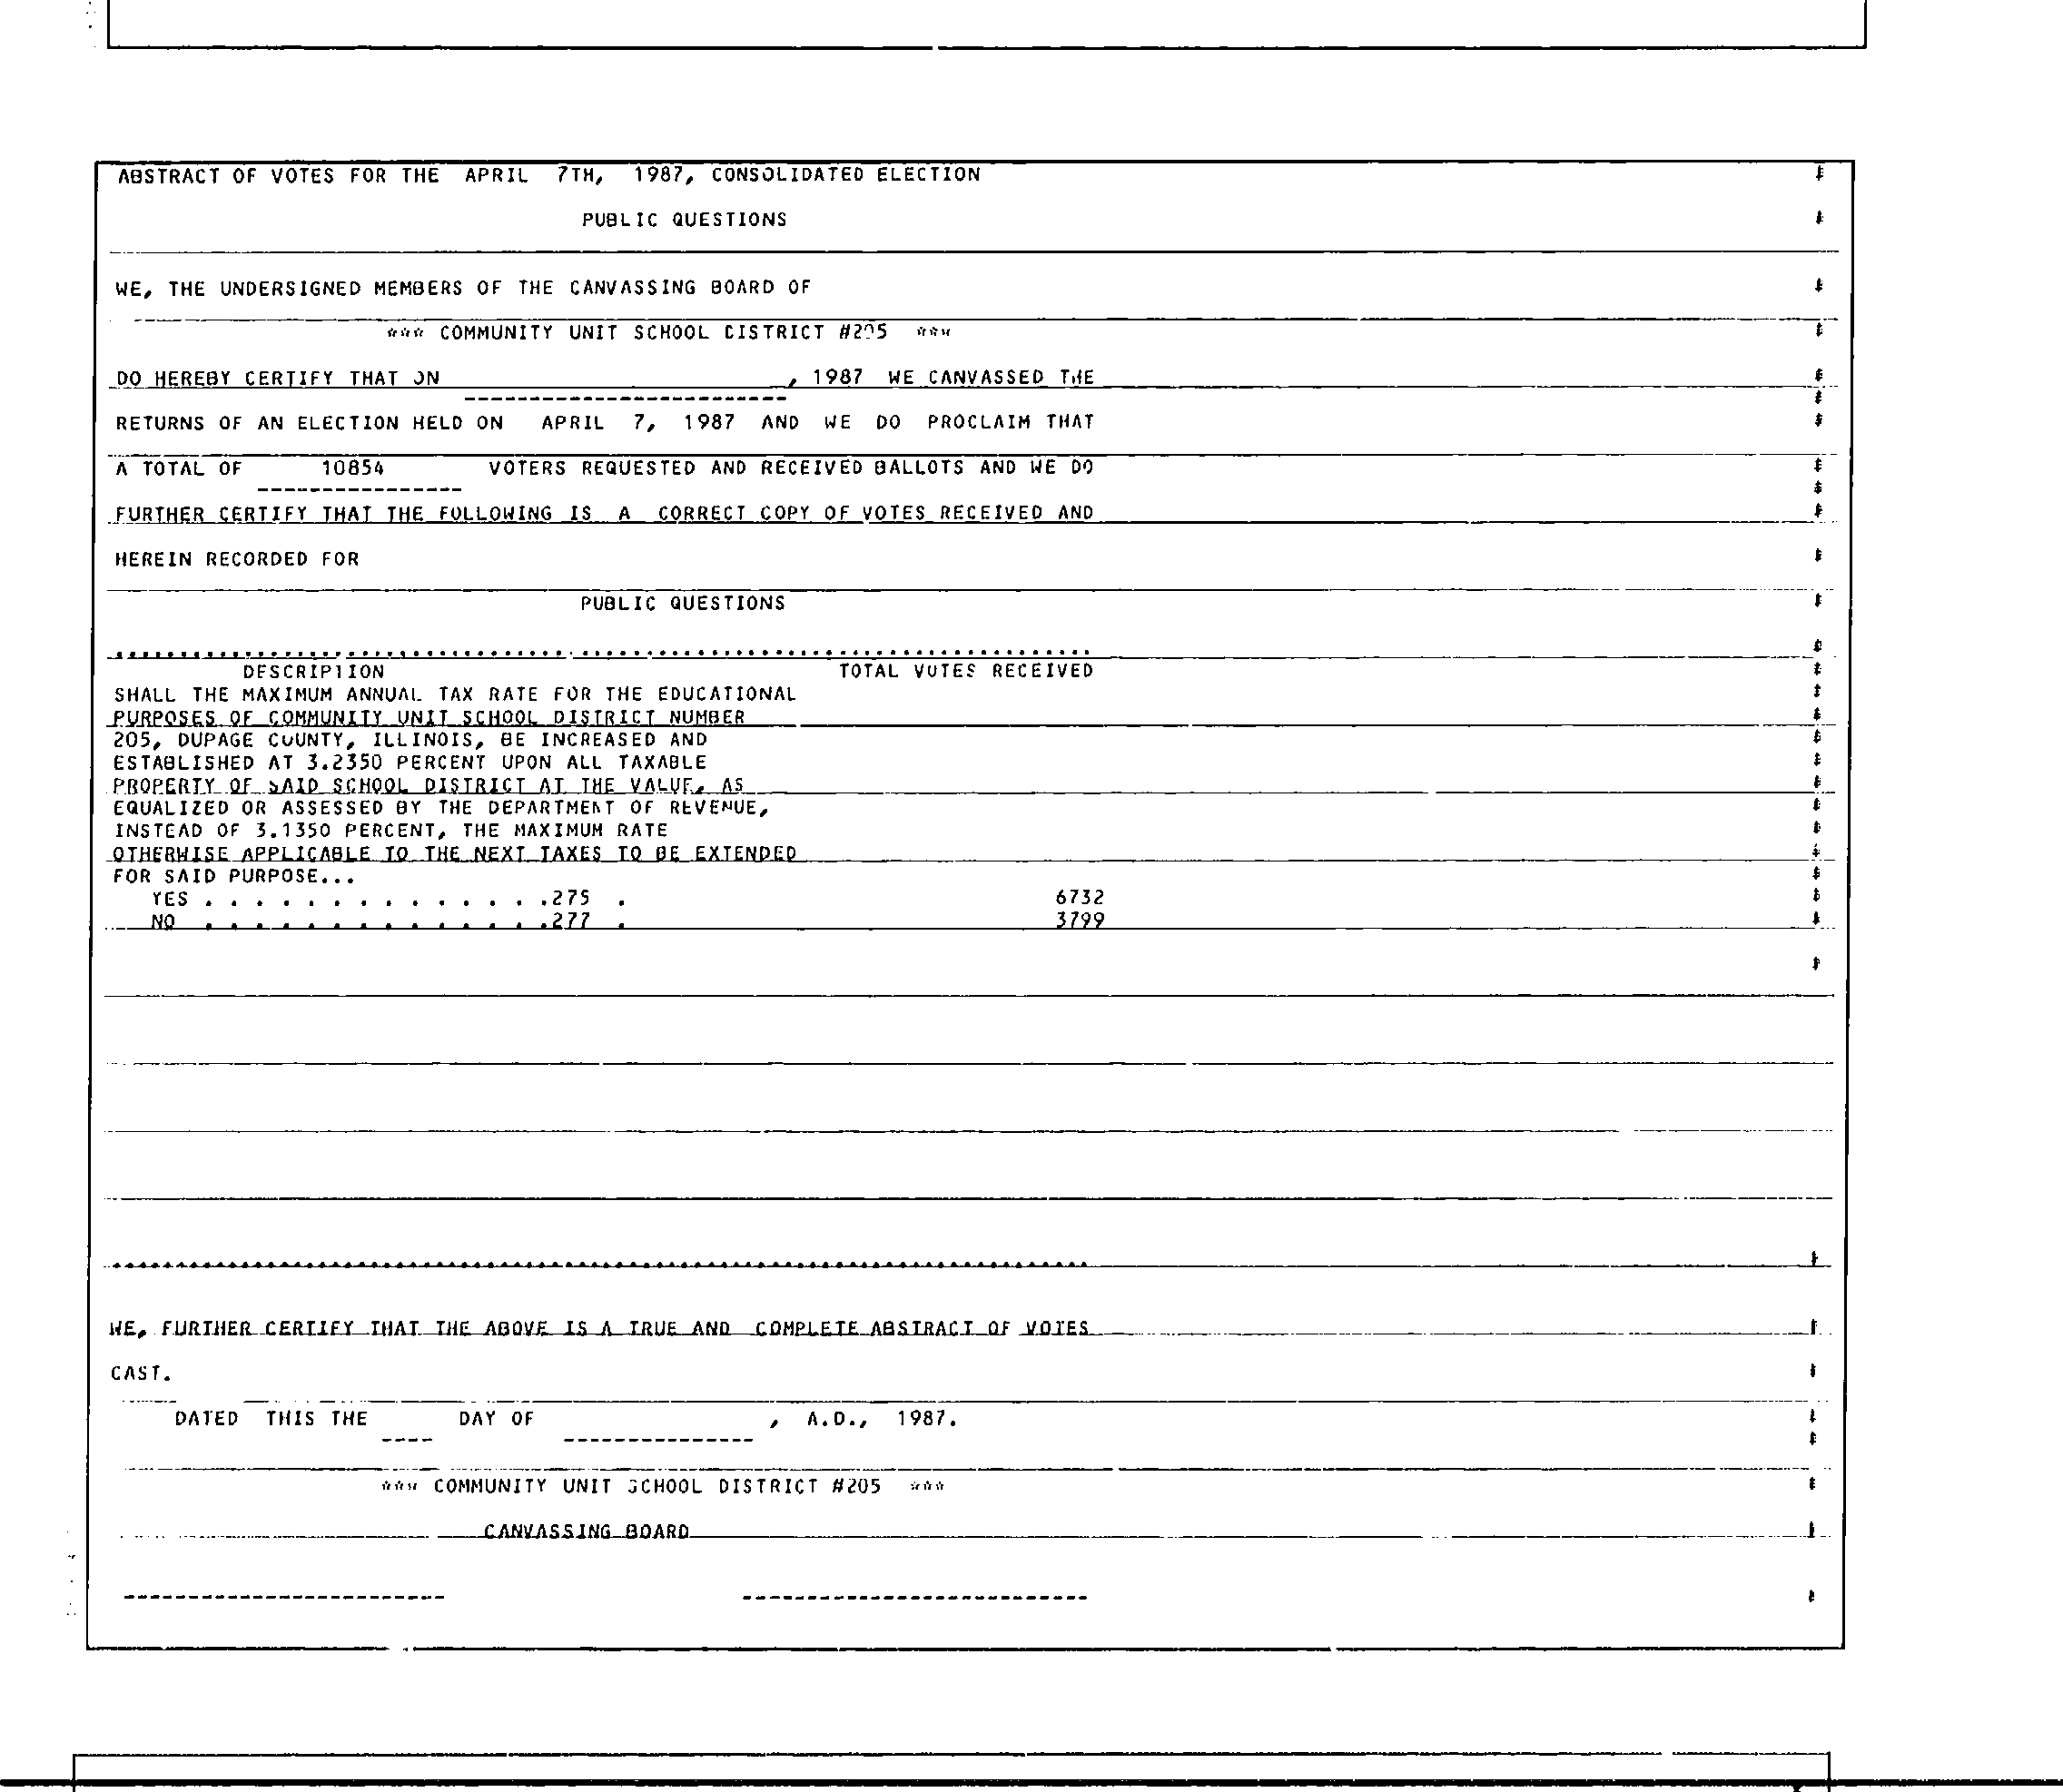 ABSTRACT OF VOTES FOR THE APRIL 7TH, 1987, CONSOLIDATED ELECTION
PUBLIC QUESTIONS
WE, THE UNDERSIGNED MEMBERS OF THE CANVASSING BOARD OF
*** COMMUNITY UNIT SCHOOL DISTRICT #205 ***
DO HEREBY CERTIFY THAT ON ________________, 1987 WE CANVASSED THE
RETURNS OF AN ELECTION HELD ON APRIL 7, 1987 AND WE DO PROCLAIM THAT
A TOTAL OF 10854 VOTERS REQUESTED AND RECEIVED BALLOTS AND WE DO
FURTHER CERTIFY THAT THE FOLLOWING IS A CORRECT COPY OF VOTES RECEIVED AND
HEREIN RECORDED FOR
PUBLIC QUESTIONS
DESCRIPTION TOTAL VOTES RECEIVED
SHALL THE MAXIMUM ANNUAL TAX RATE FOR THE EDUCATIONAL
PURPOSES OF COMMUNITY UNIT SCHOOL DISTRICT NUMBER
205, DUPAGE COUNTY, ILLINOIS, BE INCREASED AND
ESTABLISHED AT 3.2350 PERCENT UPON ALL TAXABLE
PROPERTY OF SAID SCHOOL DISTRICT AT THE VALUE, AS
EQUALIZED OR ASSESSED BY THE DEPARTMENT OF REVENUE,
INSTEAD OF 3.1350 PERCENT, THE MAXIMUM RATE
OTHERWISE APPLICABLE TO THE NEXT TAXES TO BE EXTENDED
FOR SAID PURPOSE...
YES . . . . . . . . . . . . . .275 . 6732
NO . . . . . . . . . . . . . .277 . 3799
WE, FURTHER CERTIFY THAT THE ABOVE IS A TRUE AND COMPLETE ABSTRACT OF VOTES
CAST.
DATED THIS THE ____ DAY OF _______________, A.D., 1987.
*** COMMUNITY UNIT SCHOOL DISTRICT #205 ***
CANVASSING BOARD